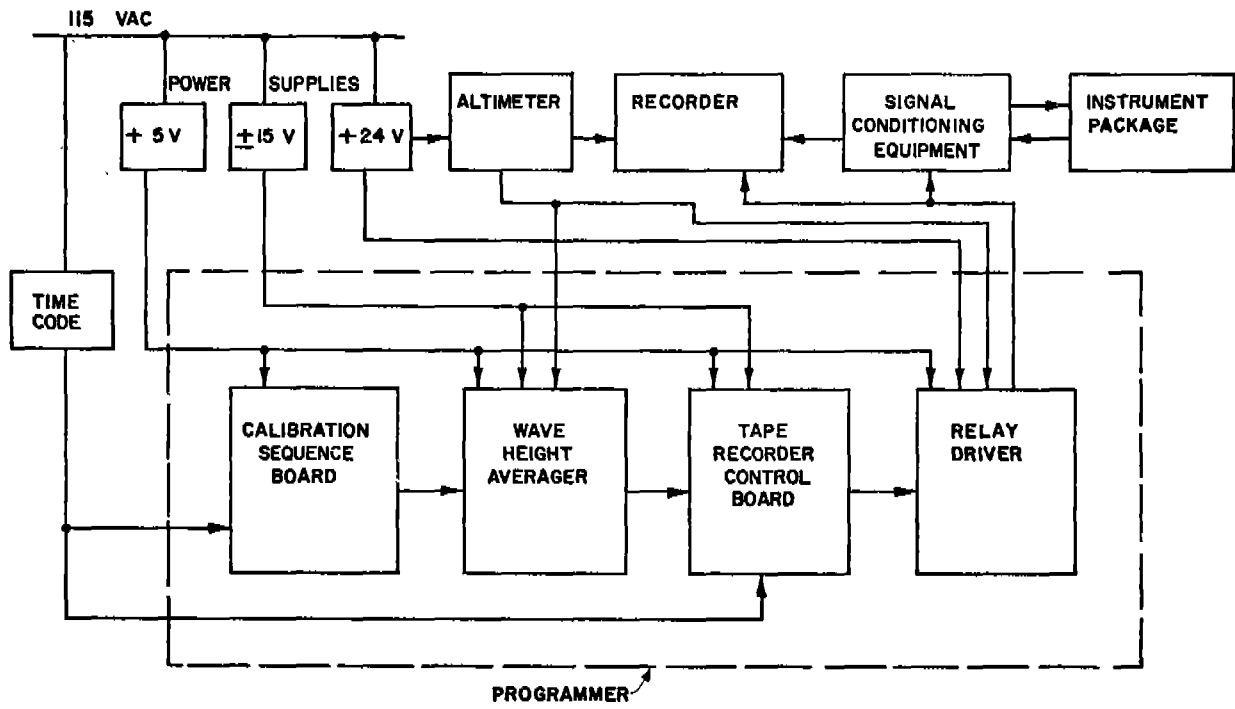 115 VAC
POWER SUPPLIES
+ 5 V
± 15 V
+ 24 V
ALTIMETER
RECORDER
SIGNAL
CONDITIONING
EQUIPMENT
INSTRUMENT
PACKAGE
TIME
CODE
CALIBRATION
SEQUENCE
BOARD
WAVE
HEIGHT
AVERAGER
TAPE
RECORDER
CONTROL
BOARD
RELAY
DRIVER
PROGRAMMER